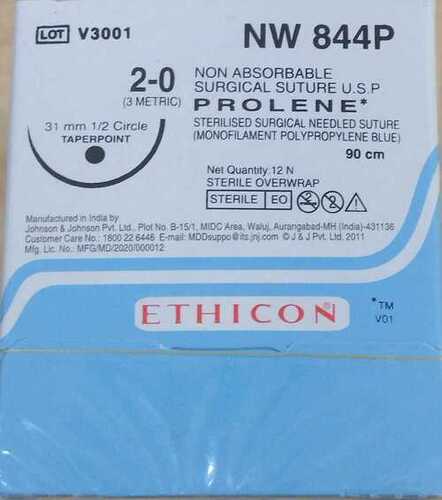 LOT V3001
NW 844P
2-0
(3 METRIC)
31 mm 1/2 Circle
TAPERPOINT
NON ABSORBABLE
SURGICAL SUTURE U.S.P
PROLENE*
STERILISED SURGICAL NEEDLED SUTURE
(MONOFILAMENT POLYPROPYLENE BLUE)
90 cm
Net Quantity:12 N
STERILE OVERWRAP
STERILE EO
Manufactured in India by
Johnson & Johnson Pvt. Ltd., Plot No. B-15/1, MIDC Area, Waluj, Aurangabad-MH (India)-431136
Customer Care No.: 1800 22 6446 E-mail: MDDsuppo@its.jnj.com © J & J Pvt. Ltd. 2011
Mfg. Lic. No.: MFG/MD/2020/000012
ETHICON®
*TM
V01